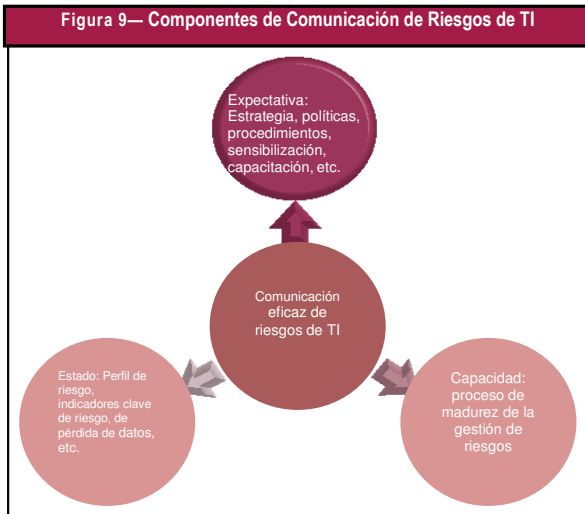 Figura 9— Componentes de Comunicación de Riesgos de TI
Expectativa:
Estrategia, políticas,
procedimientos,
sensibilización,
capacitación, etc.
Comunicación
eficaz de
riesgos de TI
Estado: Perfil de
riesgo,
indicadores clave
de riesgo, de
pérdida de datos,
etc.
Capacidad:
proceso de
madurez de la
gestión de
riesgos